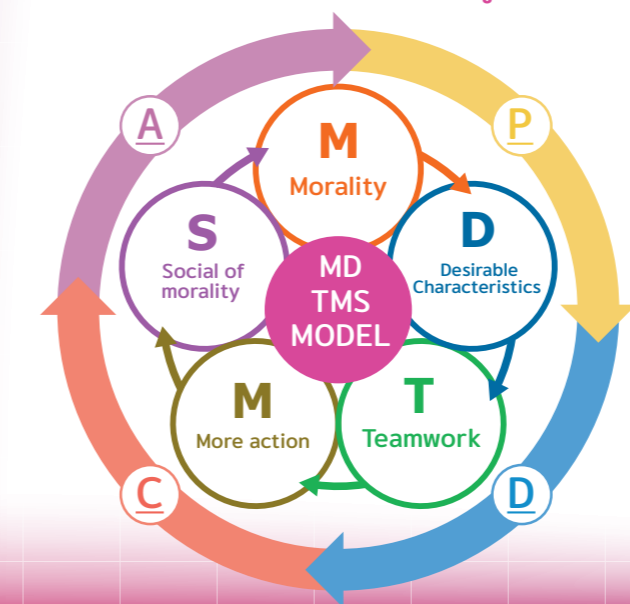 A
P
M
Morality
S
Social of
morality
D
Desirable
Characteristics
MD
TMS
MODEL
M
More action
T
Teamwork
C
D